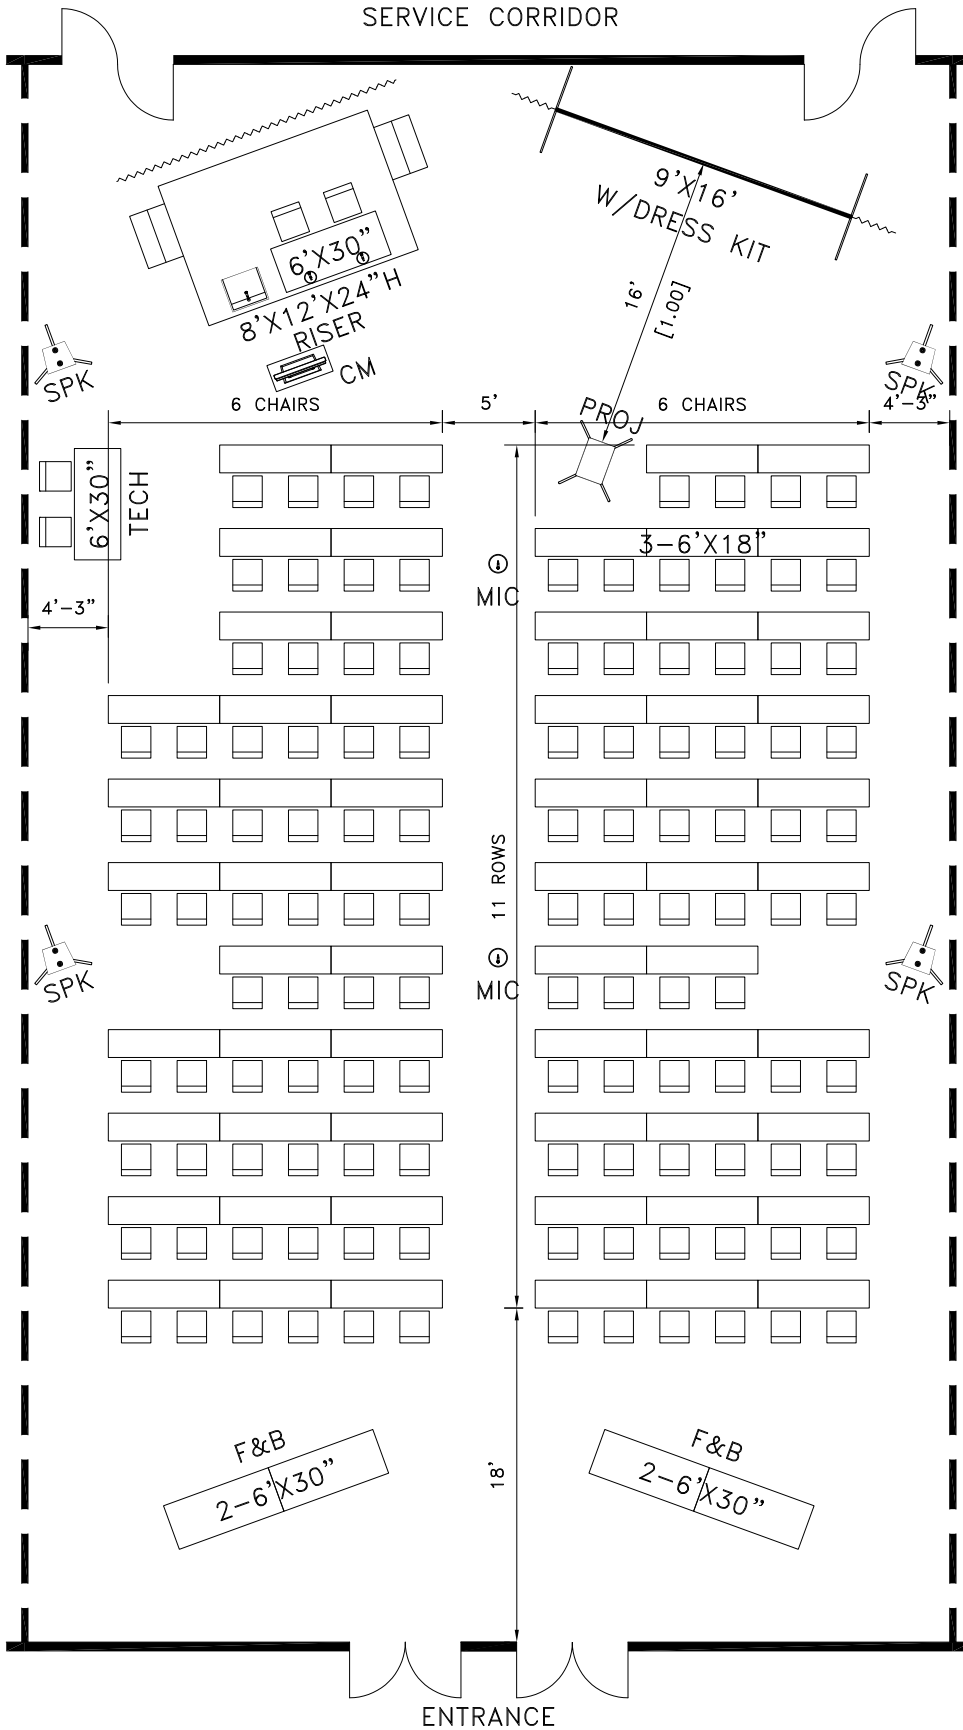 SERVICE CORRIDOR
9'X16'
W/DRESS KIT
6'X30"
8'X12'X24"H
RISER
CM
16'
[1.00]
SPK
SPK
6 CHAIRS
5'
PROJ
6 CHAIRS
4'-3"
6'X30"
TECH
3-6'X18"
MIC
4'-3"
11 ROWS
MIC
SPK
SPK
F&B
2-6'X30"
18'
F&B
2-6'X30"
ENTRANCE